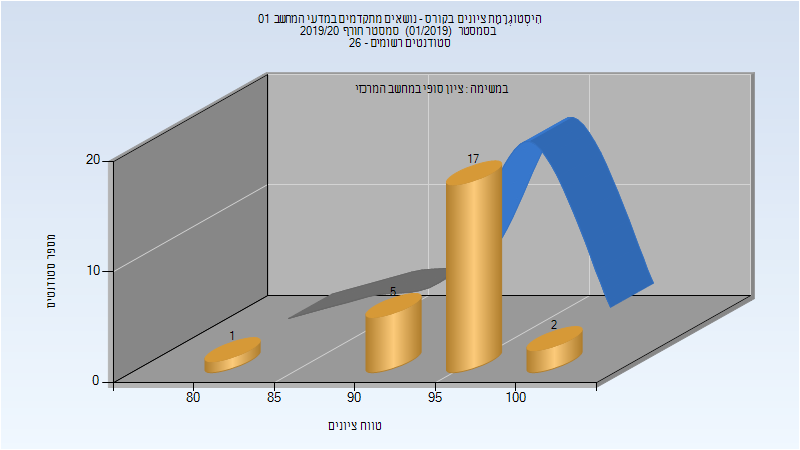 היסטוגרמת ציונים בקורס - נושאים מתקדמים במדעי המחשב 01
בסמסטר (01/2019) סמסטר חורף 2019/20
סטודנטים רשומים - 26
במשימה : ציון סופי במחשב המרכזי
מספר סטודנטים
20
10
0
1
5
17
2
80
85
90
95
100
טווח ציונים